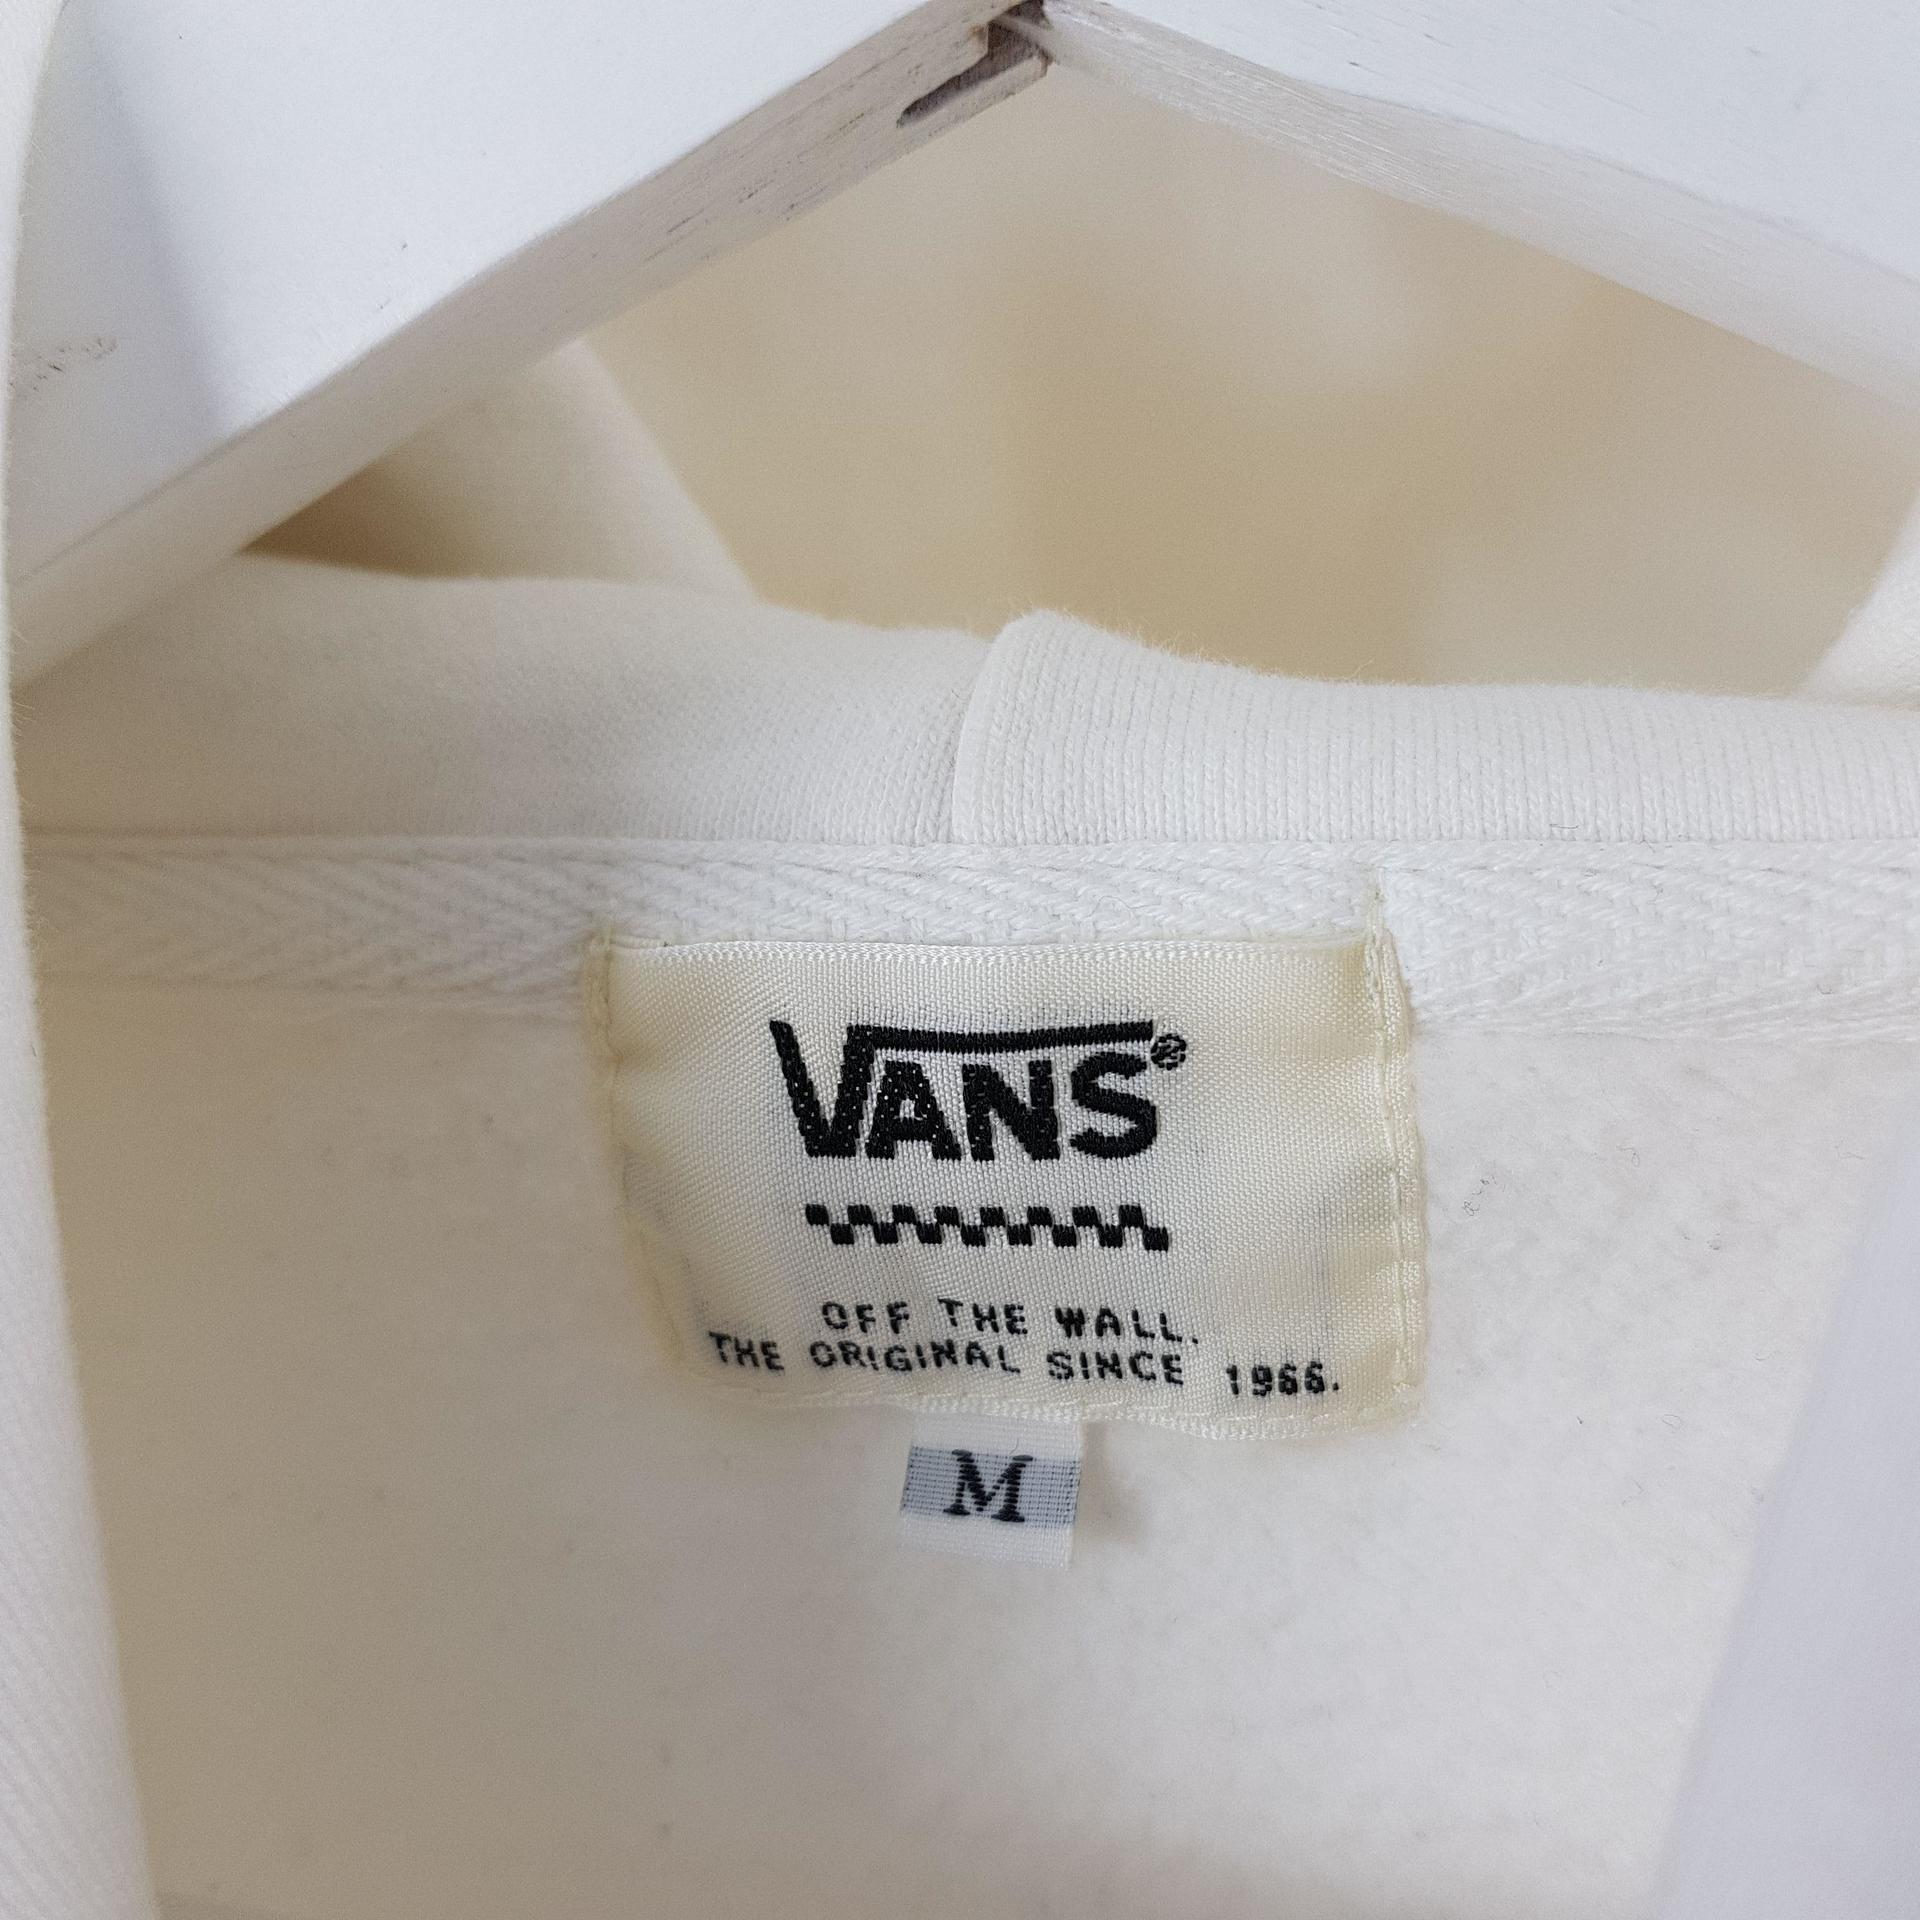 VANS®
OFF THE WALL.
THE ORIGINAL SINCE 1966.
M